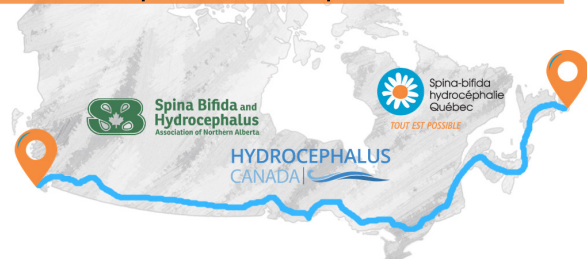 Spina Bifida and
Hydrocephalus
Association of Northern Alberta
Spina-bifida
hydrocéphalie
Québec
TOUT EST POSSIBLE
HYDROCEPHALUS
CANADA